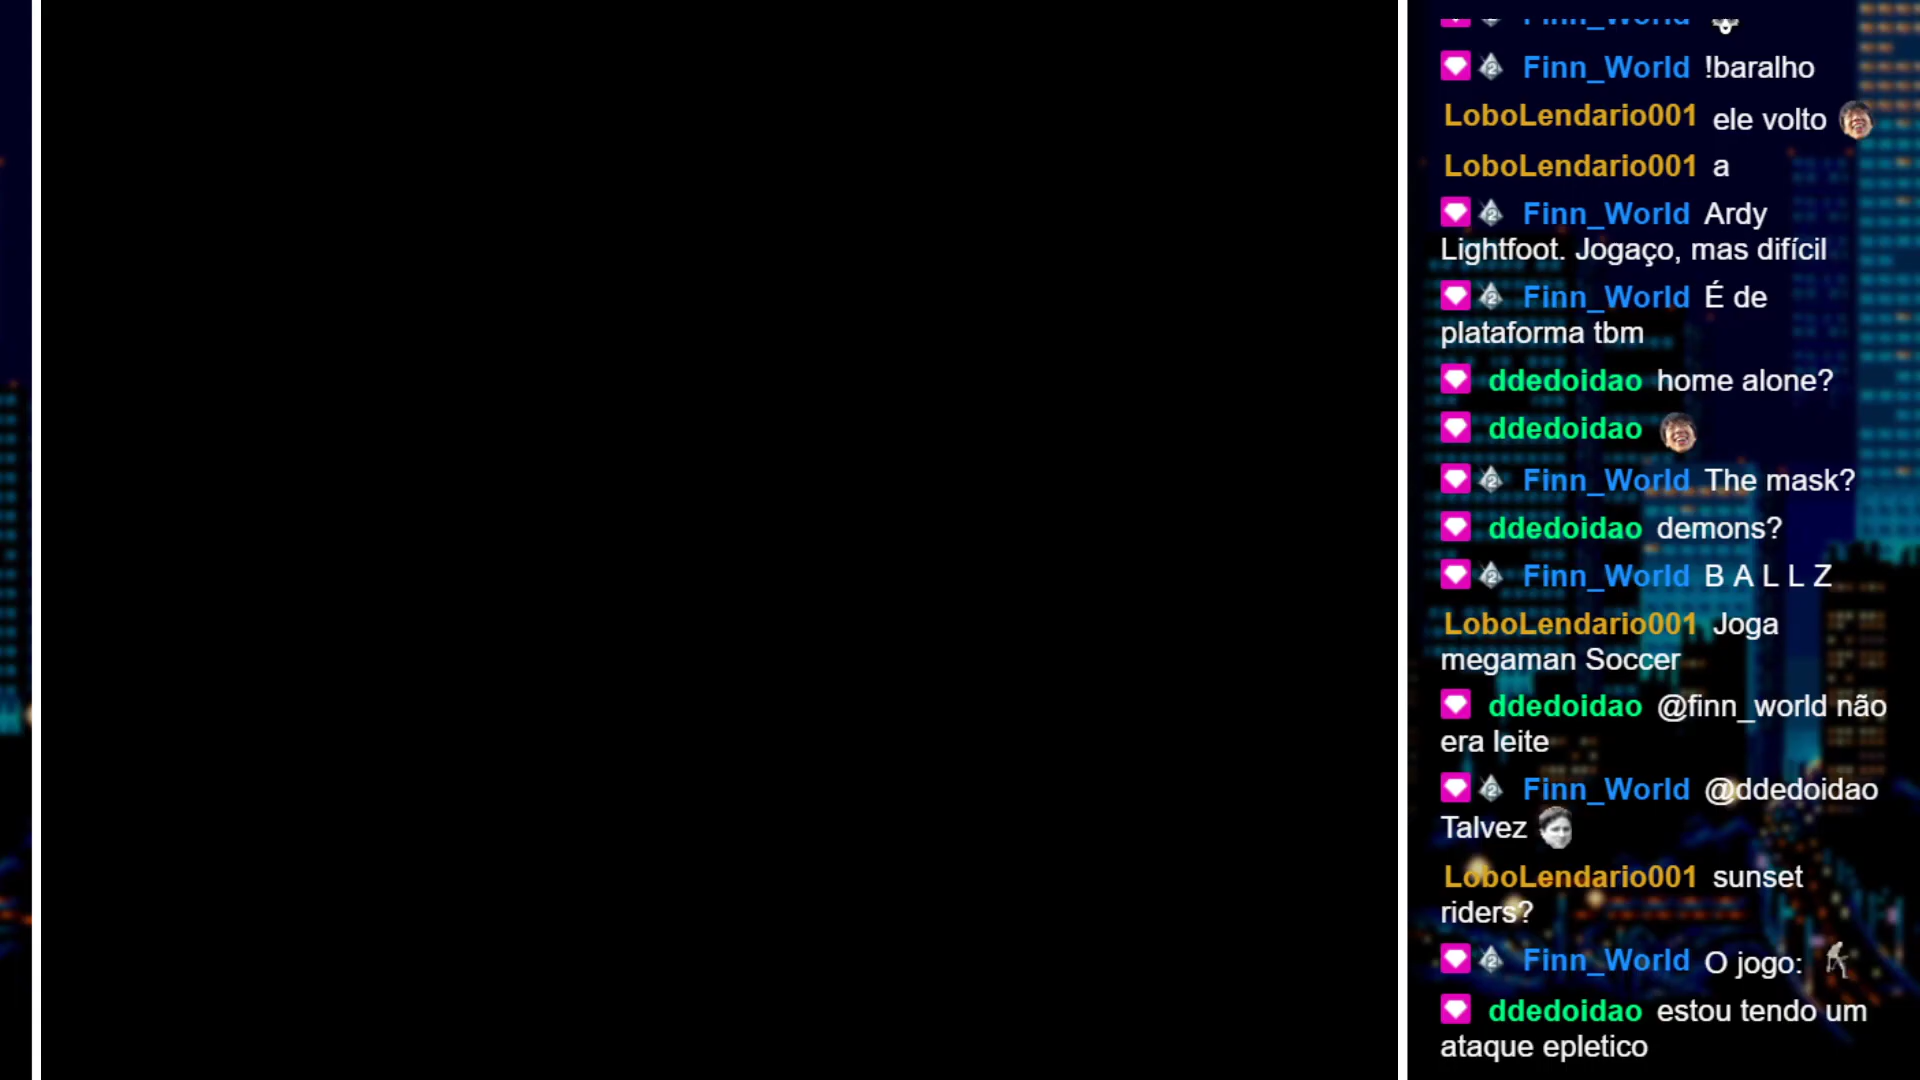 Finn_World
Finn_World !baralho
LoboLendario001 ele volto
LoboLendario001 a
Finn_World Ardy
Lightfoot. Jogaço, mas difícil
Finn_World É de
plataforma tbm
ddedoidao home alone?
ddedoidao
Finn_World The mask?
ddedoidao demons?
Finn_World B A L L Z
LoboLendario001 Joga
megaman Soccer
ddedoidao @finn_world não
era leite
Finn_World @ddedoidao
Talvez
LoboLendario001 sunset
riders?
Finn_World O jogo:
ddedoidao estou tendo um
ataque epletico